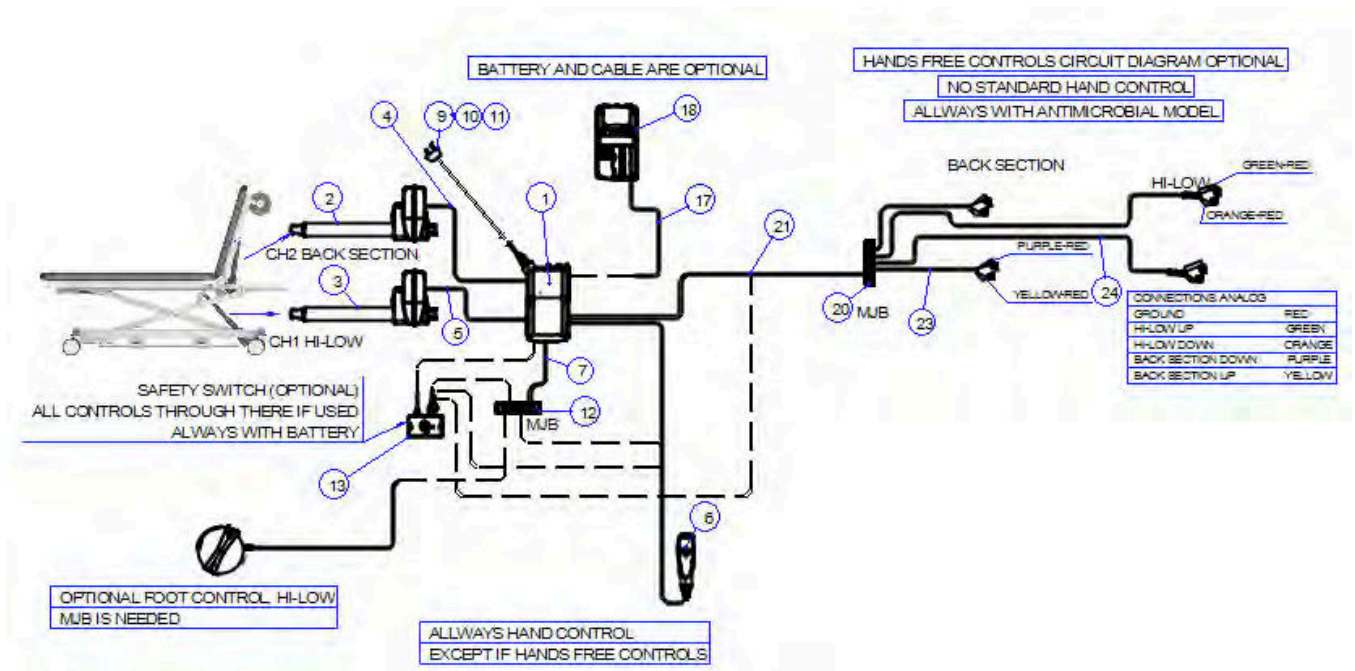 BATTERY AND CABLE ARE OPTIONAL
HANDS FREE CONTROLS CIRCUIT DIAGRAM OPTIONAL
NO STANDARD HAND CONTROL
ALLWAYS WITH ANTIMICROBIAL MODEL
4
9 10 11
18
BACK SECTION
GREEN-RED
HI-LOW
ORANGE-RED
2
1
17
21
CH2 BACK SECTION
PURPLE-RED
3
YELLOW-RED
24
20 MJB
23
5
CH1 HI-LOW
CONNECTIONS ANALOG
GROUND RED
HI-LOW UP GREEN
HI-LOW DOWN ORANGE
BACK SECTION DOWN PURPLE
BACK SECTION UP YELLOW
7
SAFETY SWITCH (OPTIONAL)
ALL CONTROLS THROUGH THERE IF USED
ALWAYS WITH BATTERY
12
MJB
13
6
OPTIONAL FOOT CONTROL HI-LOW
MJB IS NEEDED
ALLWAYS HAND CONTROL
EXCEPT IF HANDS FREE CONTROLS